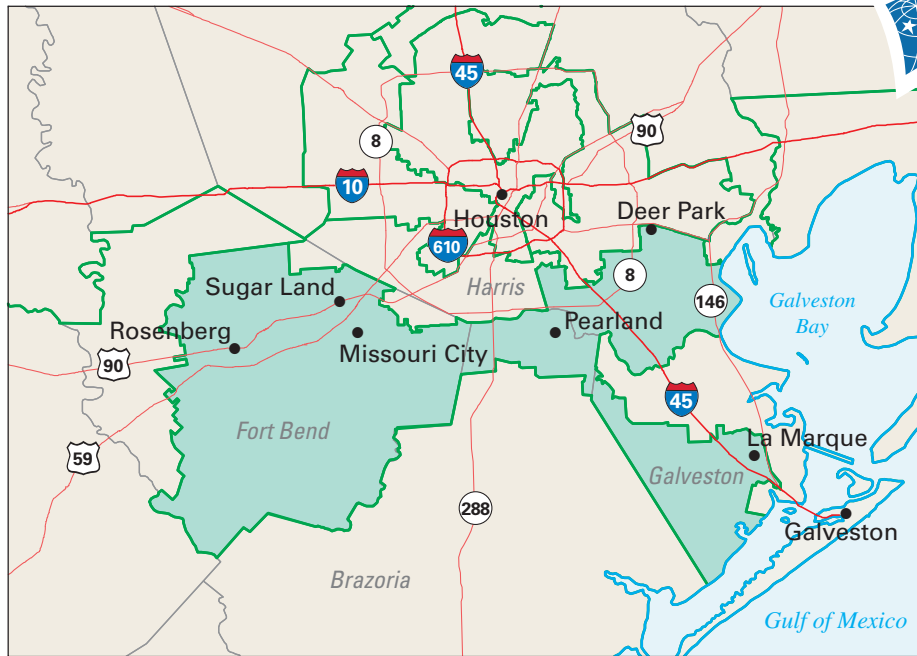 45
90
8
10
Houston
Deer Park
610
8
Harris
Sugar Land
146
Galveston
Bay
Rosenberg
Pearland
Missouri City
90
45
Fort Bend
La Marque
59
Galveston
288
Galveston
Brazoria
Gulf of Mexico